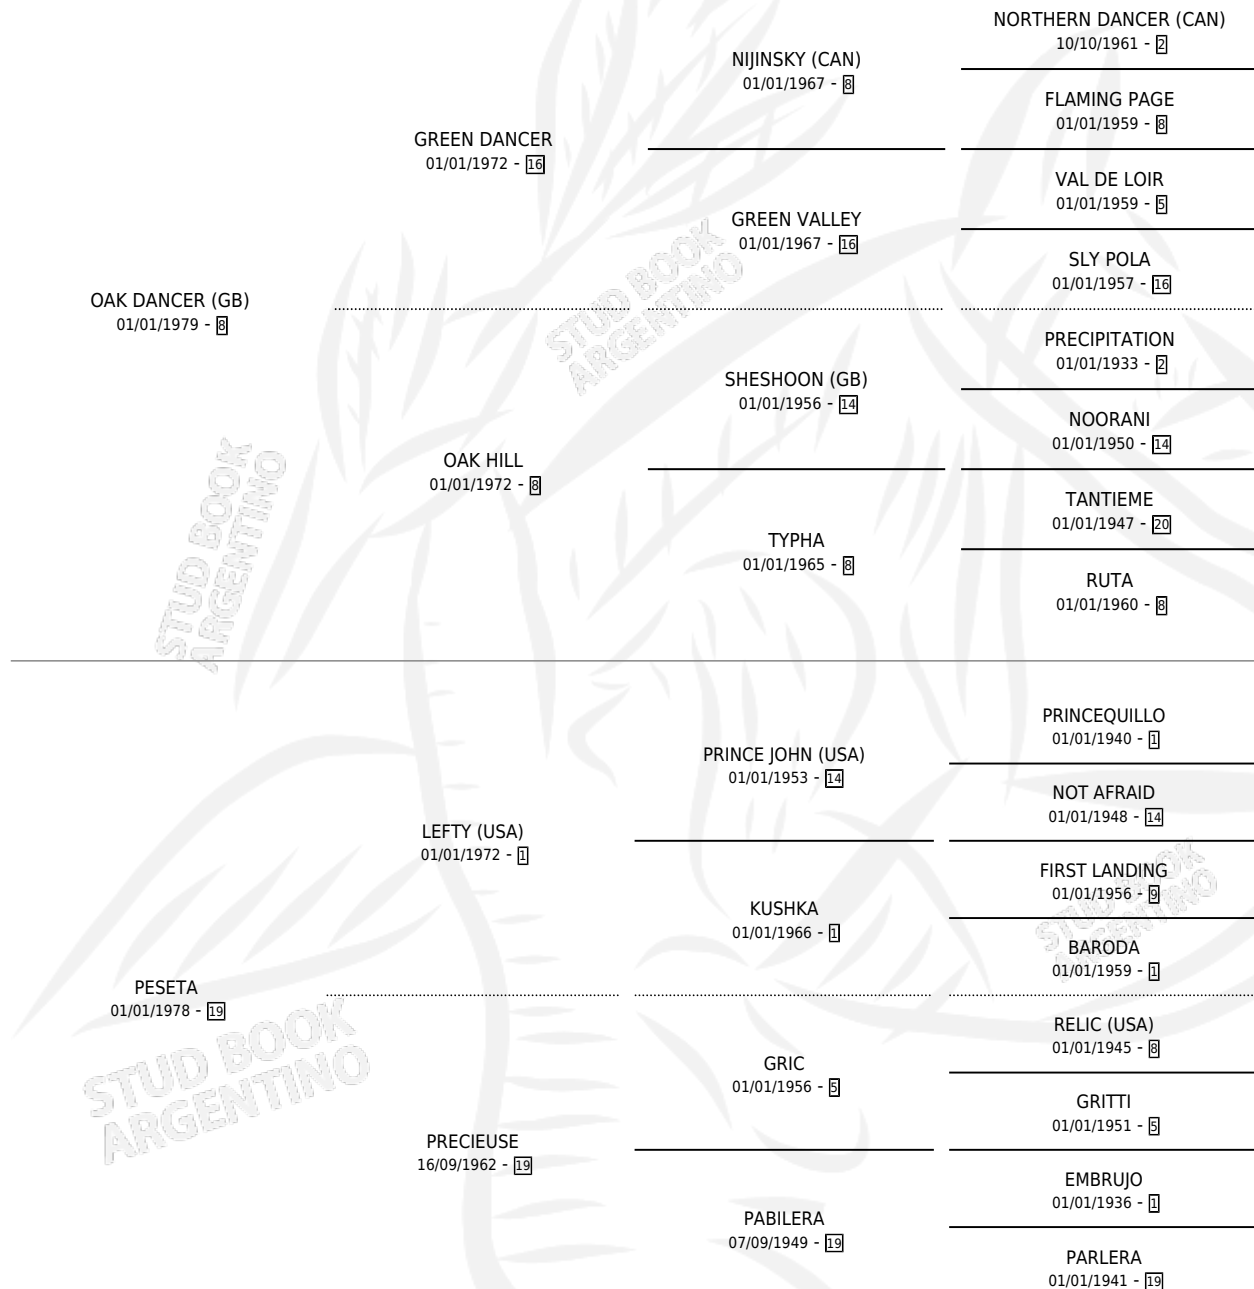 NORTHERN DANCER (CAN)
10/10/1961 - 2
NIJINSKY (CAN)
01/01/1967 - 8
FLAMING PAGE
01/01/1959 - 8
GREEN DANCER
01/01/1972 - 16
VAL DE LOIR
01/01/1959 - 5
GREEN VALLEY
01/01/1967 - 16
SLY POLA
01/01/1957 - 16
OAK DANCER (GB)
01/01/1979 - 8
STUD BOOK
ARGENTINO
PRECIPITATION
01/01/1933 - 2
SHESHOON (GB)
01/01/1956 - 14
NOORANI
01/01/1950 - 14
OAK HILL
01/01/1972 - 8
TANTIEME
01/01/1947 - 20
TYPHA
01/01/1965 - 8
RUTA
01/01/1960 - 8
STUD BOOK
ARGENTINO
PRINCEQUILLO
01/01/1940 - 1
PRINCE JOHN (USA)
01/01/1953 - 14
NOT AFRAID
01/01/1948 - 14
LEFTY (USA)
01/01/1972 - 1
FIRST LANDING
01/01/1956 - 9
KUSHKA
01/01/1966 - 1
BARODA
01/01/1959 - 1
STUD BOOK
ARGENTINO
PESETA
01/01/1978 - 19
RELIC (USA)
01/01/1945 - 8
GRIC
01/01/1956 - 5
GRITTI
01/01/1951 - 5
STUD BOOK
ARGENTINO
PRECIEUSE
16/09/1962 - 19
EMBRUJO
01/01/1936 - 1
PABILERA
07/09/1949 - 19
PARLERA
01/01/1941 - 19